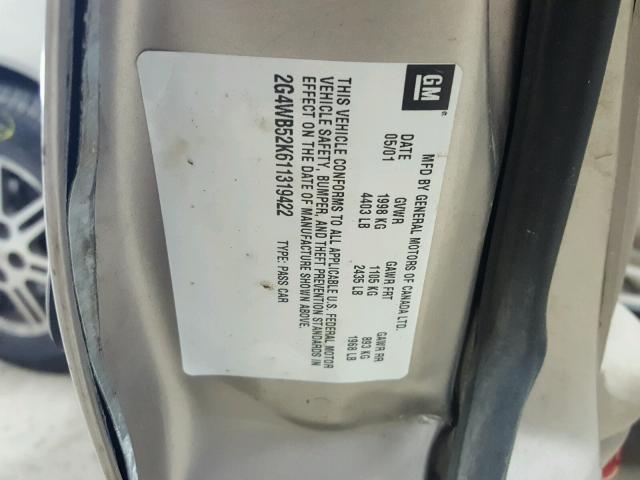 GM
MFD BY GENERAL MOTORS OF CANADA LTD.
DATE GVWR GAWR FRT GAWR RR
05/01 1998 KG 1105 KG 893 KG
4403 LB 2435 LB 1968 LB
THIS VEHICLE CONFORMS TO ALL APPLICABLE U.S. FEDERAL MOTOR
VEHICLE SAFETY, BUMPER, AND THEFT PREVENTION STANDARDS IN
EFFECT ON THE DATE OF MANUFACTURE SHOWN ABOVE.
2G4WB52K611319422 TYPE: PASS CAR